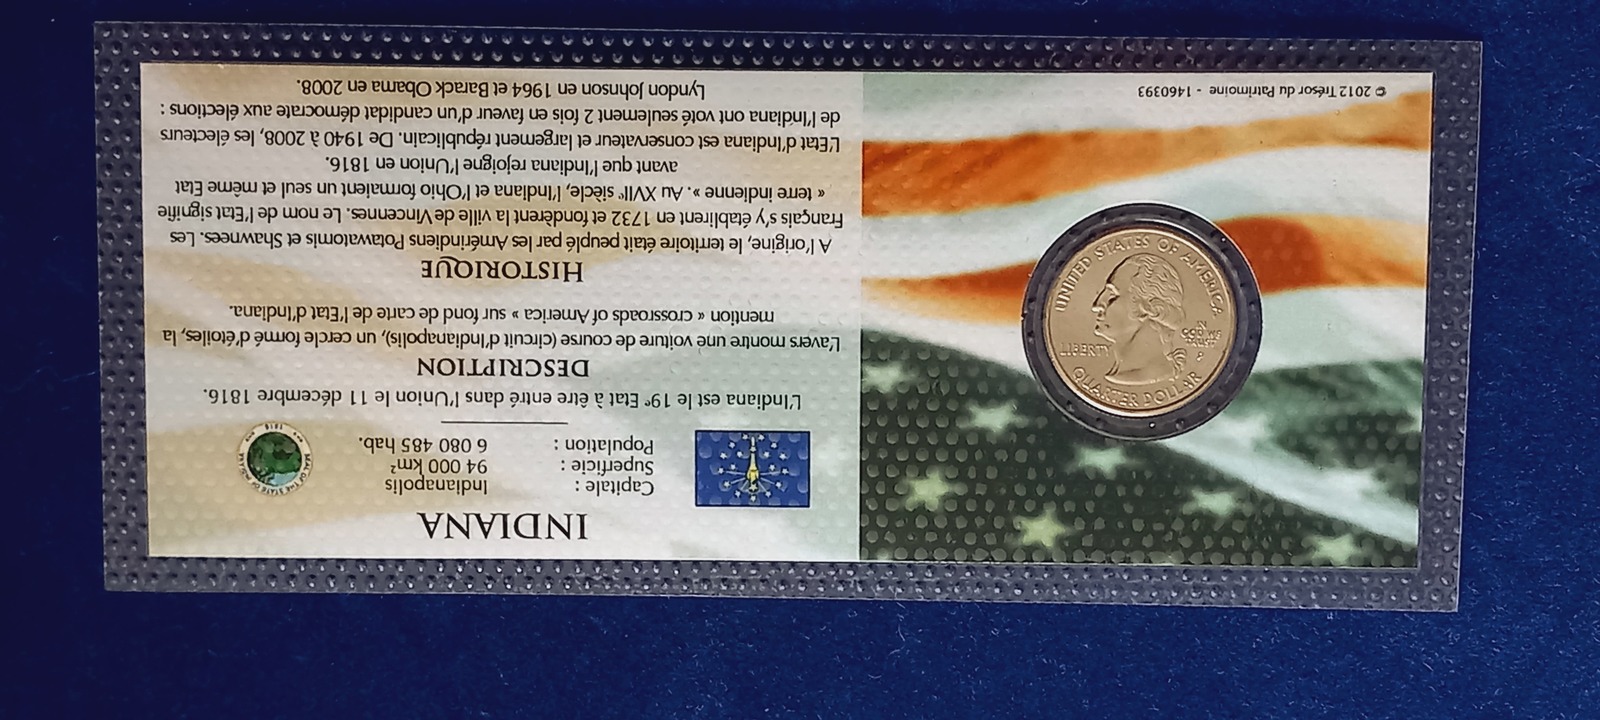 INDIANA
Capitale : Indianapolis
Superficie : 94 000 km²
Population : 6 080 485 hab.
SEAL OF THE STATE OF INDIANA
1816
L'Indiana est le 19e Etat à être entré dans l'Union le 11 décembre 1816.
DESCRIPTION
L'avers montre une voiture de course (circuit d'Indianapolis), un cercle formé d'étoiles, la
mention « crossroads of America » sur fond de carte de l'Etat d'Indiana.
HISTORIQUE
A l'origine, le territoire était peuplé par les Amérindiens Potawatomis et Shawnees. Les
Français s'y établirent en 1732 et fondèrent la ville de Vincennes. Le nom de l'Etat signifie
« terre indienne ». Au XVIIe siècle, l'Indiana et l'Ohio formaient un seul et même Etat
avant que l'Indiana rejoigne l'Union en 1816.
L'Etat d'Indiana est conservateur et largement républicain. De 1940 à 2008, les électeurs
de l'Indiana ont voté seulement 2 fois en faveur d'un candidat démocrate aux élections :
Lyndon Johnson en 1964 et Barack Obama en 2008.
© 2012 Trésor du Patrimoine - 1460393
UNITED STATES OF AMERICA
LIBERTY
IN
GOD WE
TRUST
P
QUARTER DOLLAR